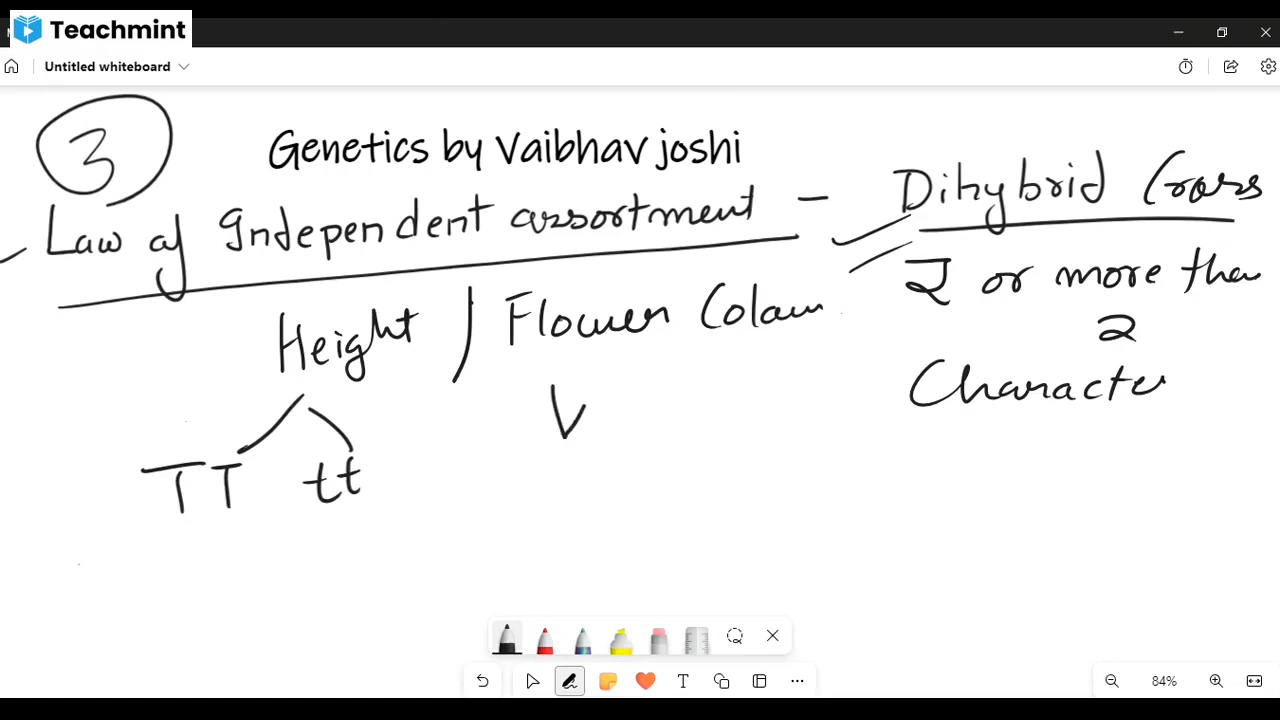 Teachmint
Untitled whiteboard
3
Genetics by Vaibhav joshi
Law of Independent assortment - Dihybrid Cross
2 or more than
2
Character
Height / Flower Colour
TT tt V
84%